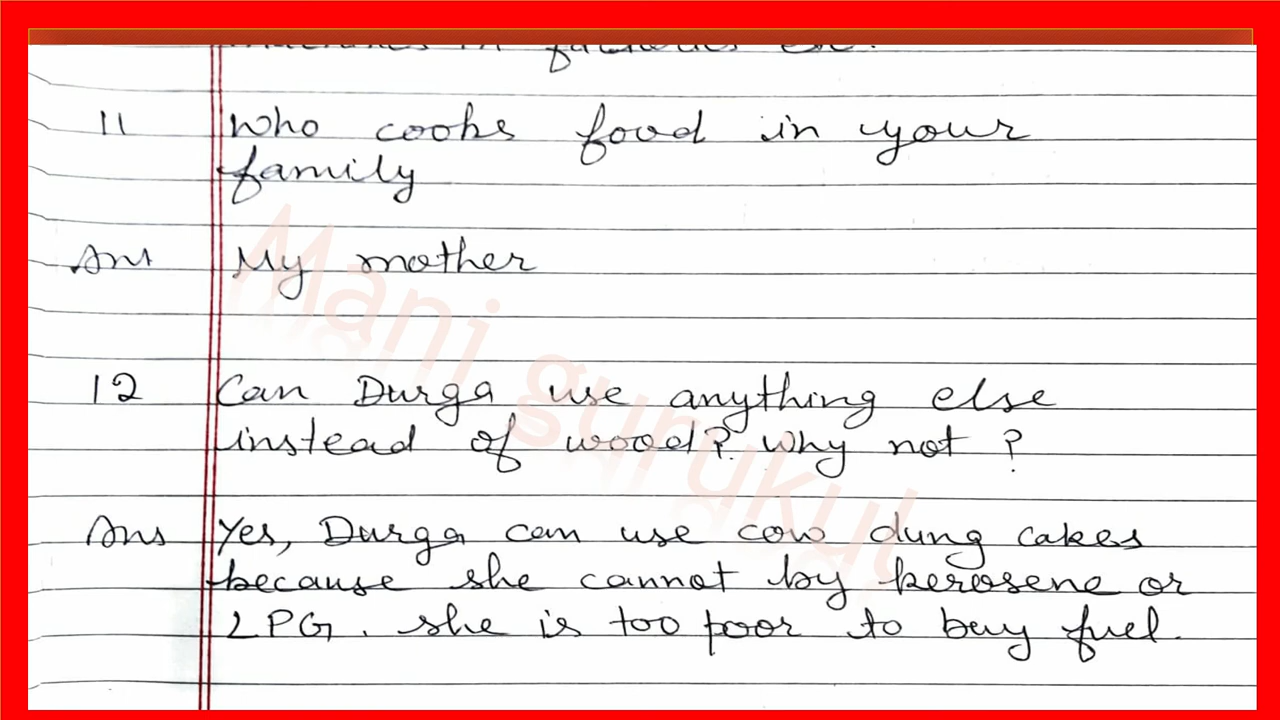 11 Who cooks food in your
family
Ans My mother
12 Can Durga use anything else
instead of wood? Why not ?
Ans Yes, Durga can use cow dung cakes
because she cannot by kerosene or
LPG. She is too poor to buy fuel.
Mani gurukul